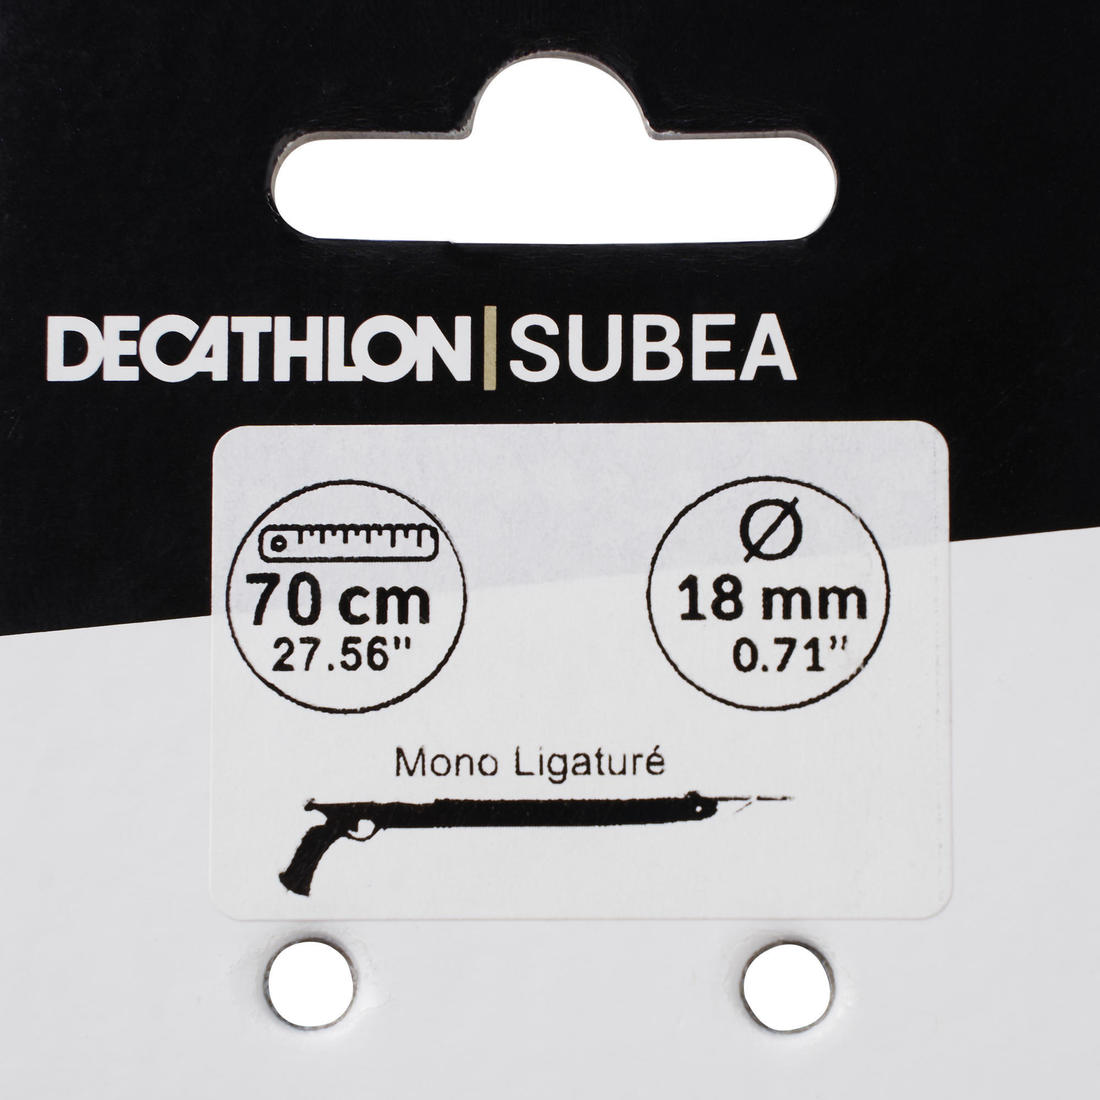 DECATHLON|SUBEA
70 cm
27.56"
Ø
18 mm
0.71"
Mono Ligaturé